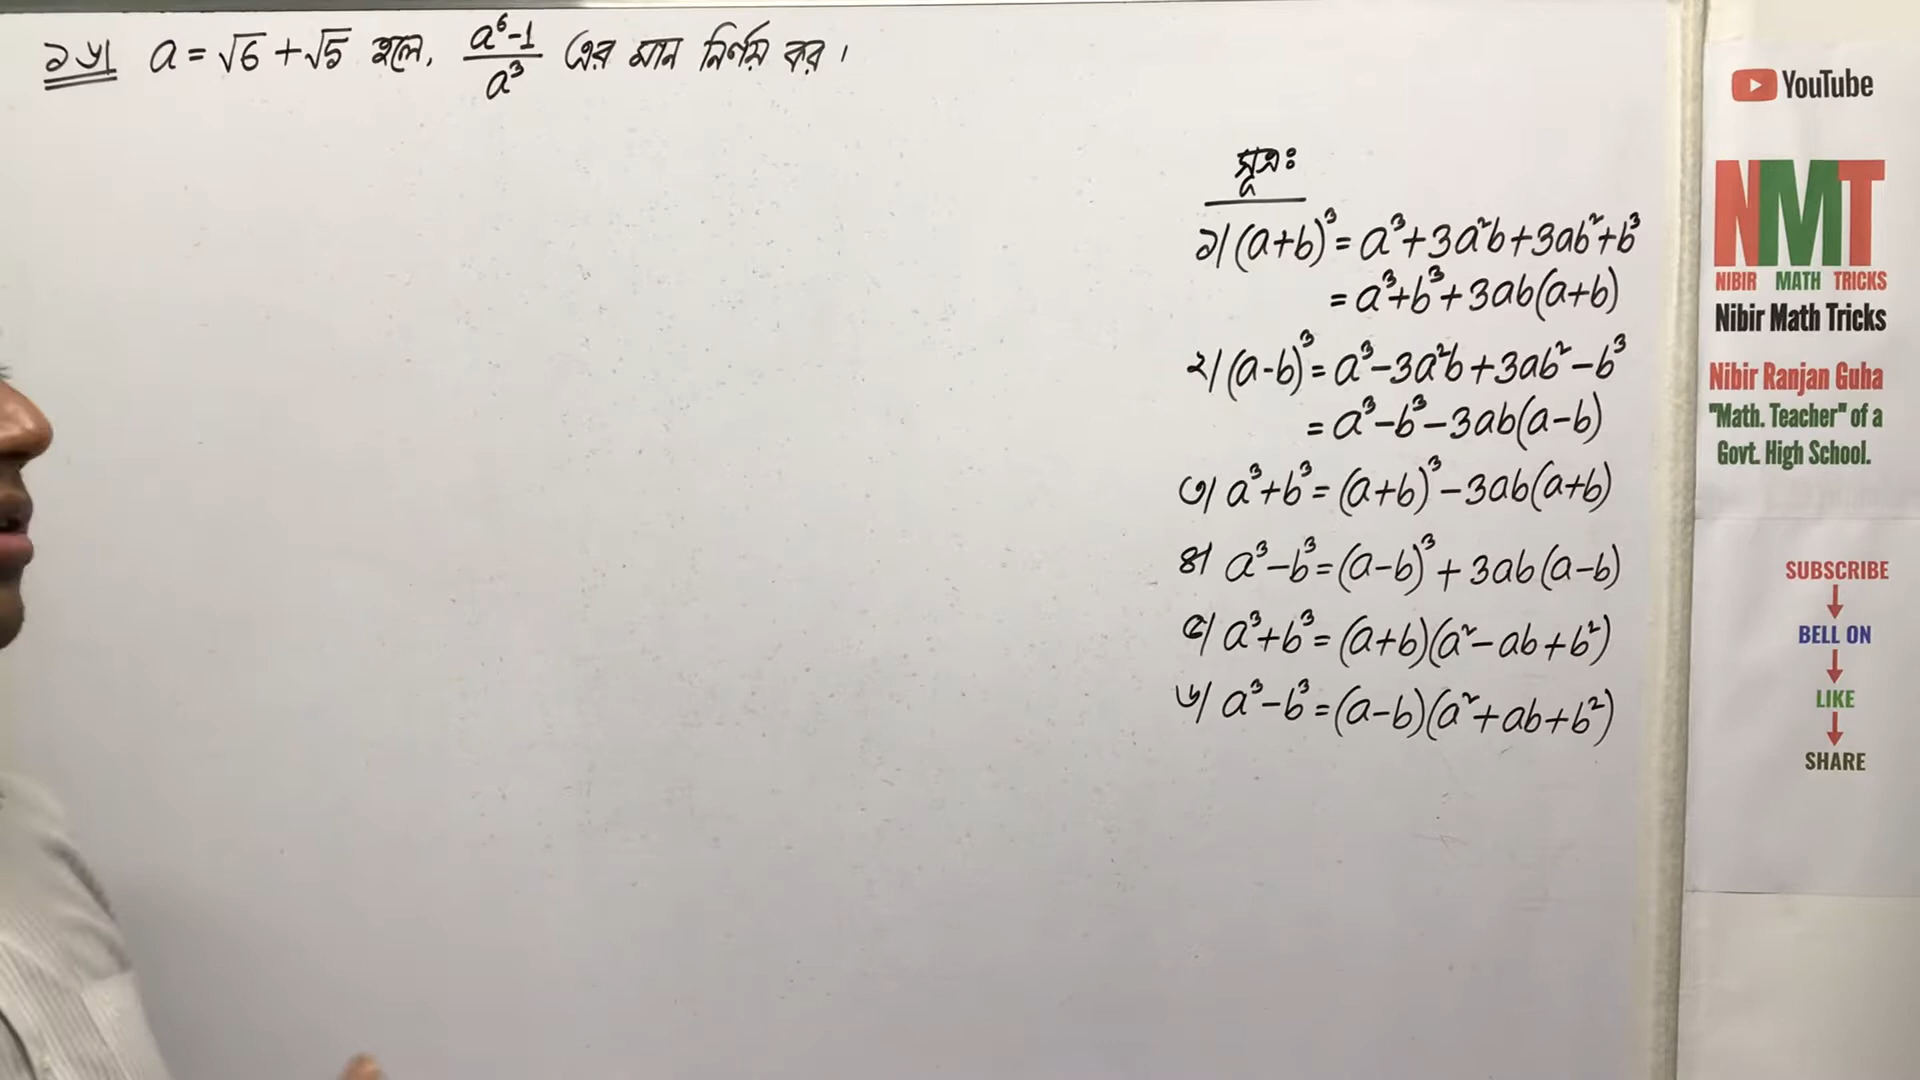 ১৬| a = √6 + √5 হলে, (a⁶-1)/a³ এর মান নির্ণয় কর।
সূত্রঃ
১| (a+b)³ = a³+3a²b+3ab²+b³
= a³+b³+3ab(a+b)
২| (a-b)³ = a³-3a²b+3ab²-b³
= a³-b³-3ab(a-b)
৩| a³+b³ = (a+b)³-3ab(a+b)
৪| a³-b³ = (a-b)³+3ab(a-b)
৫| a³+b³ = (a+b)(a²-ab+b²)
৬| a³-b³ = (a-b)(a²+ab+b²)
YouTube
NMT
NIBIR MATH TRICKS
Nibir Math Tricks
Nibir Ranjan Guha
"Math. Teacher" of a
Govt. High School.
SUBSCRIBE
BELL ON
LIKE
SHARE